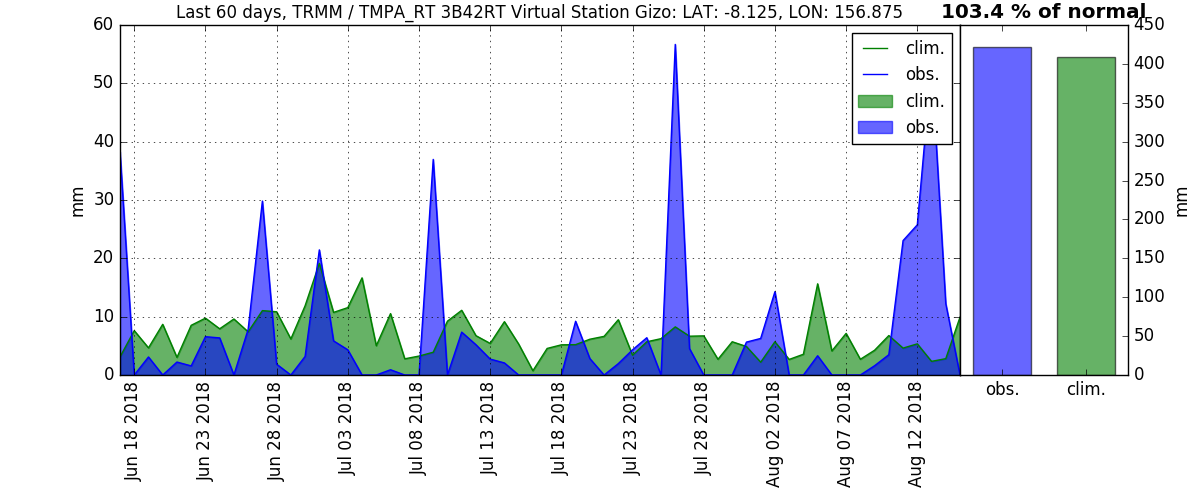 Last 60 days, TRMM / TMPA_RT 3B42RT Virtual Station Gizo: LAT: -8.125, LON: 156.875
103.4 % of normal
60
50
40
30
20
10
0
mm
clim.
obs.
clim.
obs.
450
400
350
300
250
200
150
100
50
0
mm
obs.
clim.
Jun 18 2018
Jun 23 2018
Jun 28 2018
Jul 03 2018
Jul 08 2018
Jul 13 2018
Jul 18 2018
Jul 23 2018
Jul 28 2018
Aug 02 2018
Aug 07 2018
Aug 12 2018